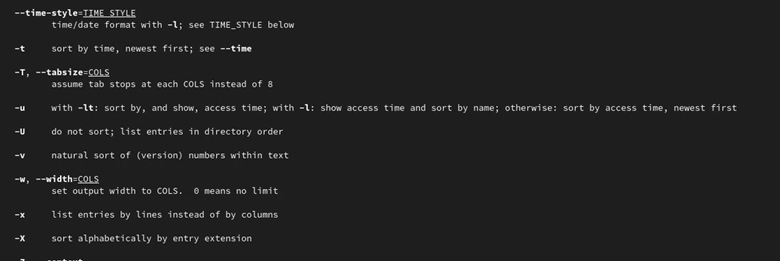 --time-style=TIME_STYLE
time/date format with -l; see TIME_STYLE below
-t sort by time, newest first; see --time
-T, --tabsize=COLS
assume tab stops at each COLS instead of 8
-u with -lt: sort by, and show, access time; with -l: show access time and sort by name; otherwise: sort by access time, newest first
-U do not sort; list entries in directory order
-v natural sort of (version) numbers within text
-w, --width=COLS
set output width to COLS.  0 means no limit
-x list entries by lines instead of by columns
-X sort alphabetically by entry extension